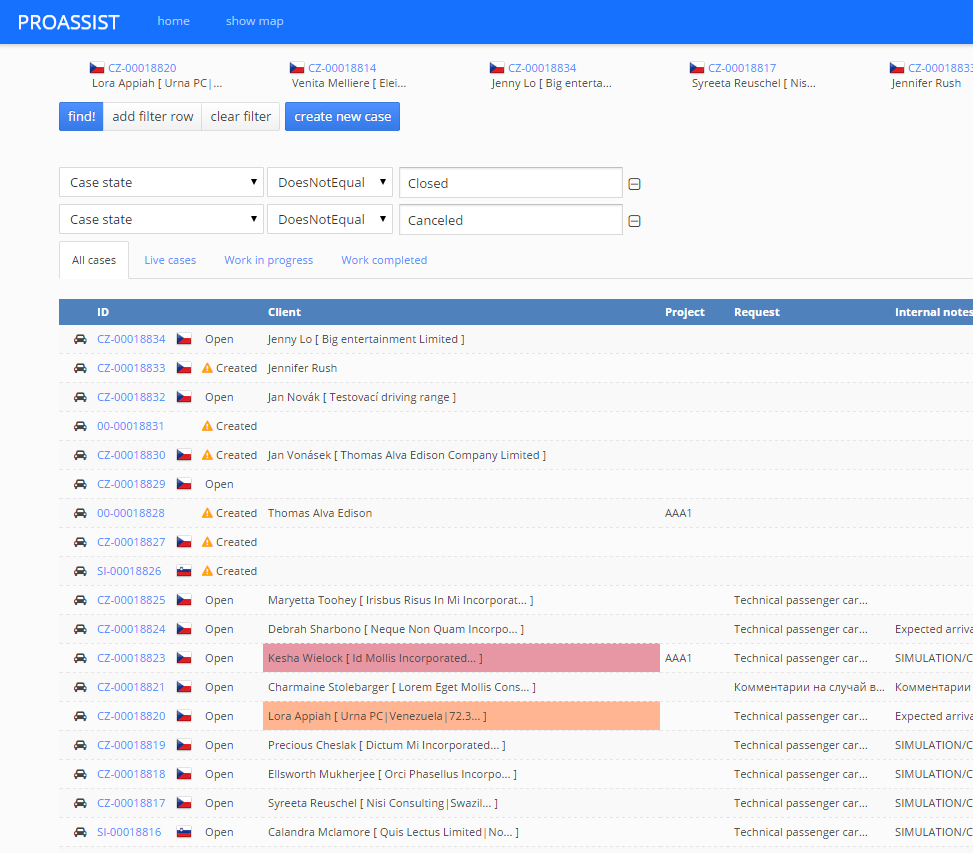 PROASSIST home show map
CZ-00018820 CZ-00018814 CZ-00018834 CZ-00018817 CZ-00018833
Lora Appiah [ Urna PC|... Venita Melliere [ Elei... Jenny Lo [ Big enterta... Syreeta Reuschel [ Nis... Jennifer Rush
find! add filter row clear filter create new case
Case state DoesNotEqual Closed
Case state DoesNotEqual Canceled
All cases Live cases Work in progress Work completed
ID Client Project Request Internal notes
CZ-00018834 Open Jenny Lo [ Big entertainment Limited ]
CZ-00018833 Created Jennifer Rush
CZ-00018832 Open Jan Novák [ Testovací driving range ]
00-00018831 Created
CZ-00018830 Created Jan Vonásek [ Thomas Alva Edison Company Limited ]
CZ-00018829 Open
00-00018828 Created Thomas Alva Edison AAA1
CZ-00018827 Created
SI-00018826 Created
CZ-00018825 Open Maryetta Toohey [ Irisbus Risus In Mi Incorporat... ] Technical passenger car...
CZ-00018824 Open Debrah Sharbono [ Neque Non Quam Incorpo... ] Technical passenger car... Expected arriva
CZ-00018823 Open Kesha Wielock [ Id Mollis Incorporated... ] AAA1 Technical passenger car... SIMULATION/C
CZ-00018821 Open Charmaine Stolebarger [ Lorem Eget Mollis Cons... ] Комментарии на случай в... Комментарии
CZ-00018820 Open Lora Appiah [ Urna PC|Venezuela|72.3... ] Technical passenger car... Expected arriva
CZ-00018819 Open Precious Cheslak [ Dictum Mi Incorporated... ] Technical passenger car... SIMULATION/C
CZ-00018818 Open Ellsworth Mukherjee [ Orci Phasellus Incorpo... ] Technical passenger car... SIMULATION/C
CZ-00018817 Open Syreeta Reuschel [ Nisi Consulting|Swazil... ] Technical passenger car... SIMULATION/C
SI-00018816 Open Calandra Mclamore [ Quis Lectus Limited|No... ] Technical passenger car... SIMULATION/C